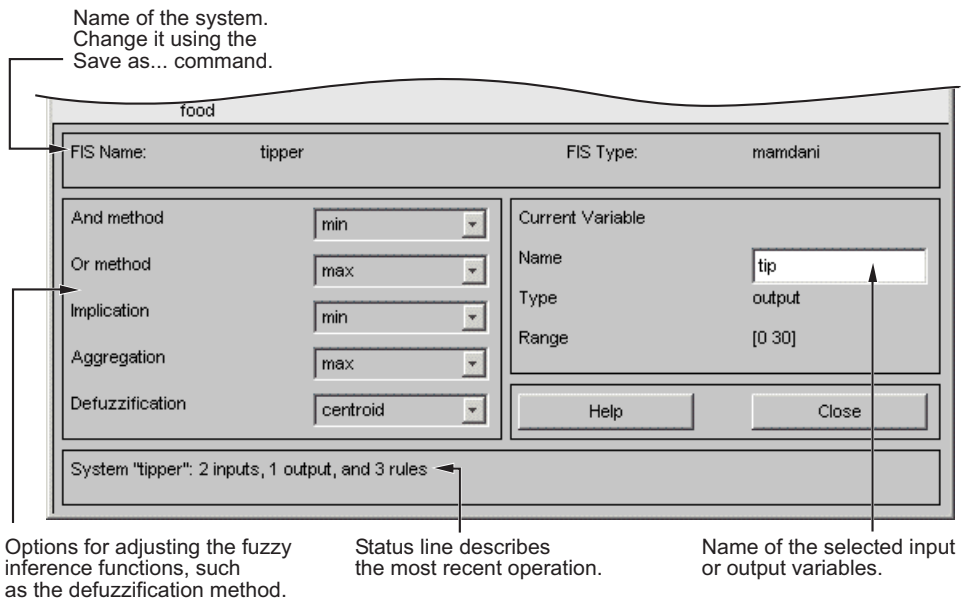 Name of the system.
Change it using the
Save as... command.
food
FIS Name: tipper FIS Type: mamdani
And method min
Or method max
Implication min
Aggregation max
Defuzzification centroid
Current Variable
Name tip
Type output
Range [0 30]
Help Close
System "tipper": 2 inputs, 1 output, and 3 rules
Options for adjusting the fuzzy
inference functions, such
as the defuzzification method.
Status line describes
the most recent operation.
Name of the selected input
or output variables.